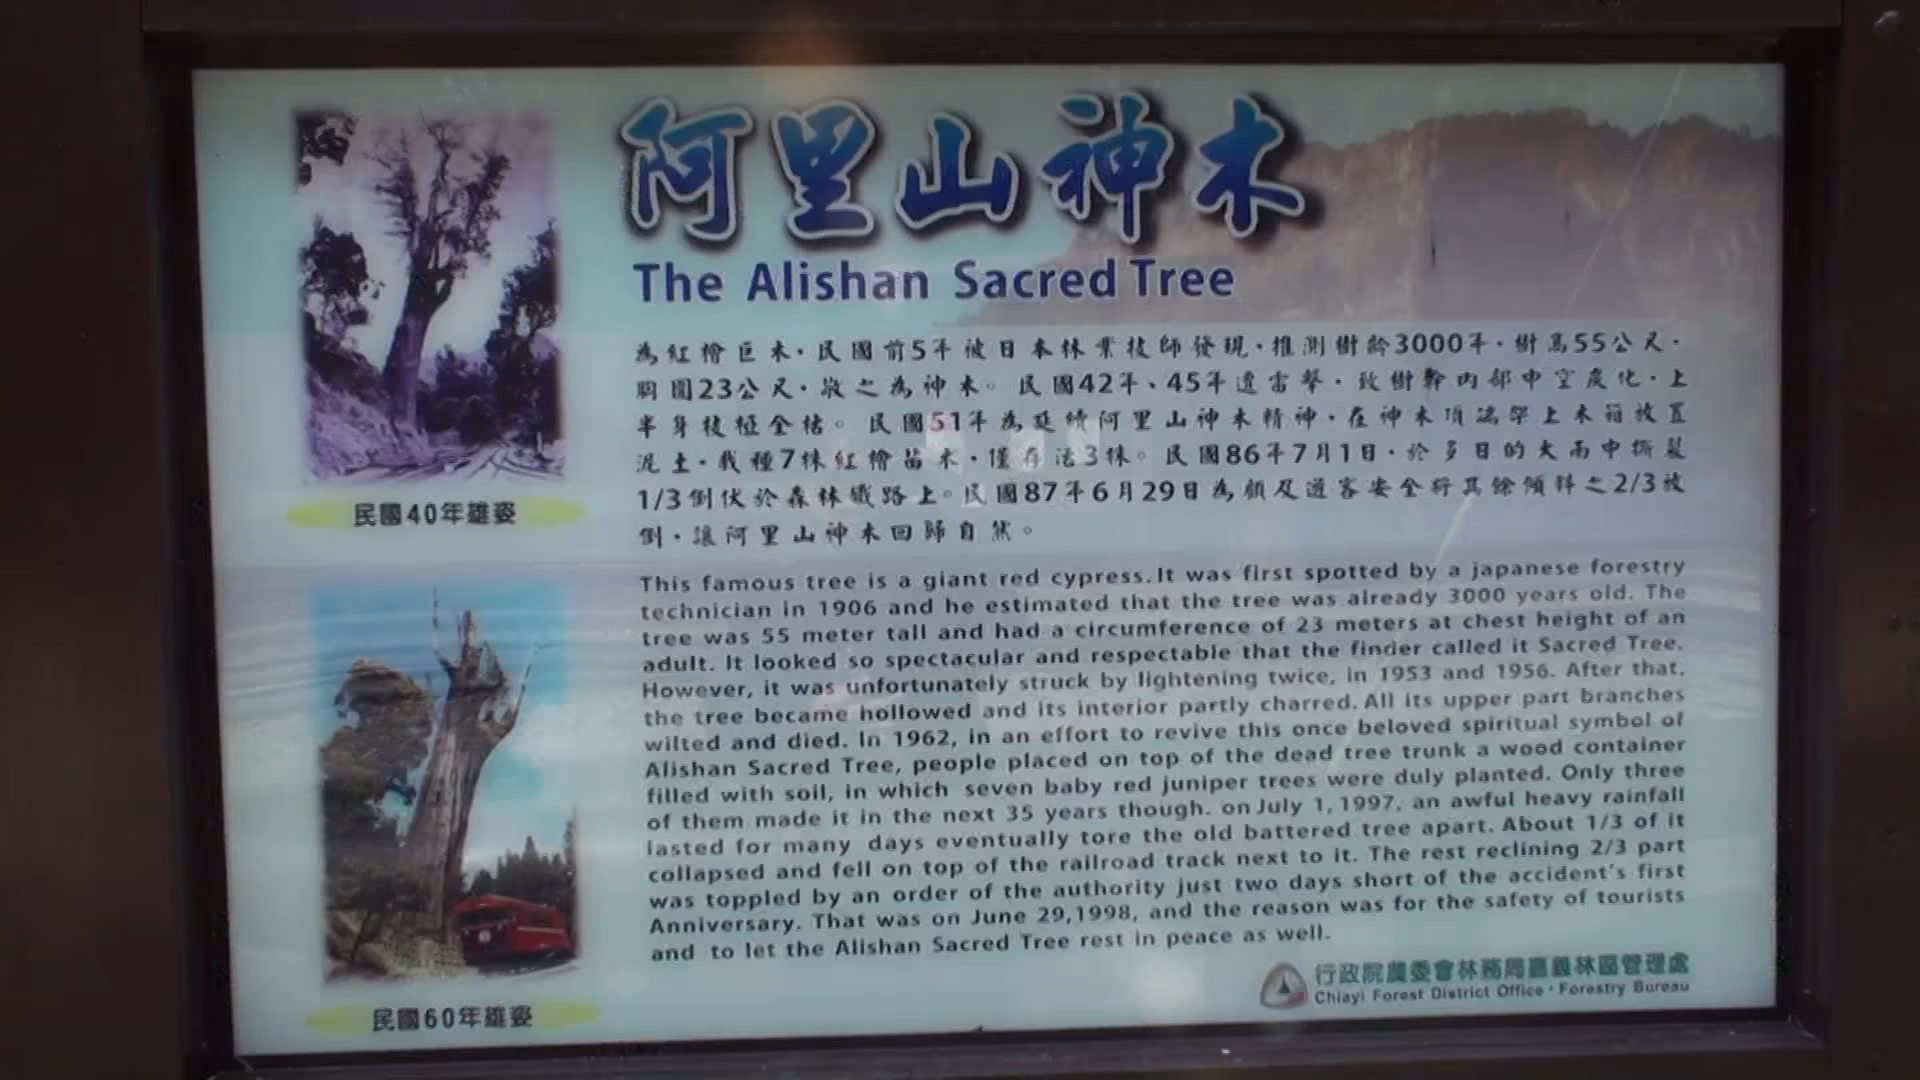 阿里山神木
The Alishan Sacred Tree
為紅檜巨木，民國前5年被日本林業技師發現，推測樹齡3000年，樹高55公尺，
胸圍23公尺，敬之為神木。民國42年、45年遭雷擊，致樹幹內部中空炭化，上
半身枝椏全枯。民國51年為延續阿里山神木精神，在神木頂端架上木箱放置
泥土，栽種7株紅檜苗木，僅存活3株。民國86年7月1日，於多日的大雨中撕裂
1/3倒伏於森林鐵路上。民國87年6月29日為顧及遊客安全將其餘傾斜之2/3放
倒，讓阿里山神木回歸自然。
This famous tree is a giant red cypress. It was first spotted by a japanese forestry
technician in 1906 and he estimated that the tree was already 3000 years old. The
tree was 55 meter tall and had a circumference of 23 meters at chest height of an
adult. It looked so spectacular and respectable that the finder called it Sacred Tree.
However, it was unfortunately struck by lightening twice, in 1953 and 1956. After that,
the tree became hollowed and its interior partly charred. All its upper part branches
wilted and died. In 1962, in an effort to revive this once beloved spiritual symbol of
Alishan Sacred Tree, people placed on top of the dead tree trunk a wood container
filled with soil, in which seven baby red juniper trees were duly planted. Only three
of them made it in the next 35 years though. on July 1, 1997, an awful heavy rainfall
lasted for many days eventually tore the old battered tree apart. About 1/3 of it
collapsed and fell on top of the railroad track next to it. The rest reclining 2/3 part
was toppled by an order of the authority just two days short of the accident's first
Anniversary. That was on June 29,1998, and the reason was for the safety of tourists
and to let the Alishan Sacred Tree rest in peace as well.
民國40年雄姿
民國60年雄姿
行政院農委會林務局嘉義林區管理處
Chiayi Forest District Office・Forestry Bureau